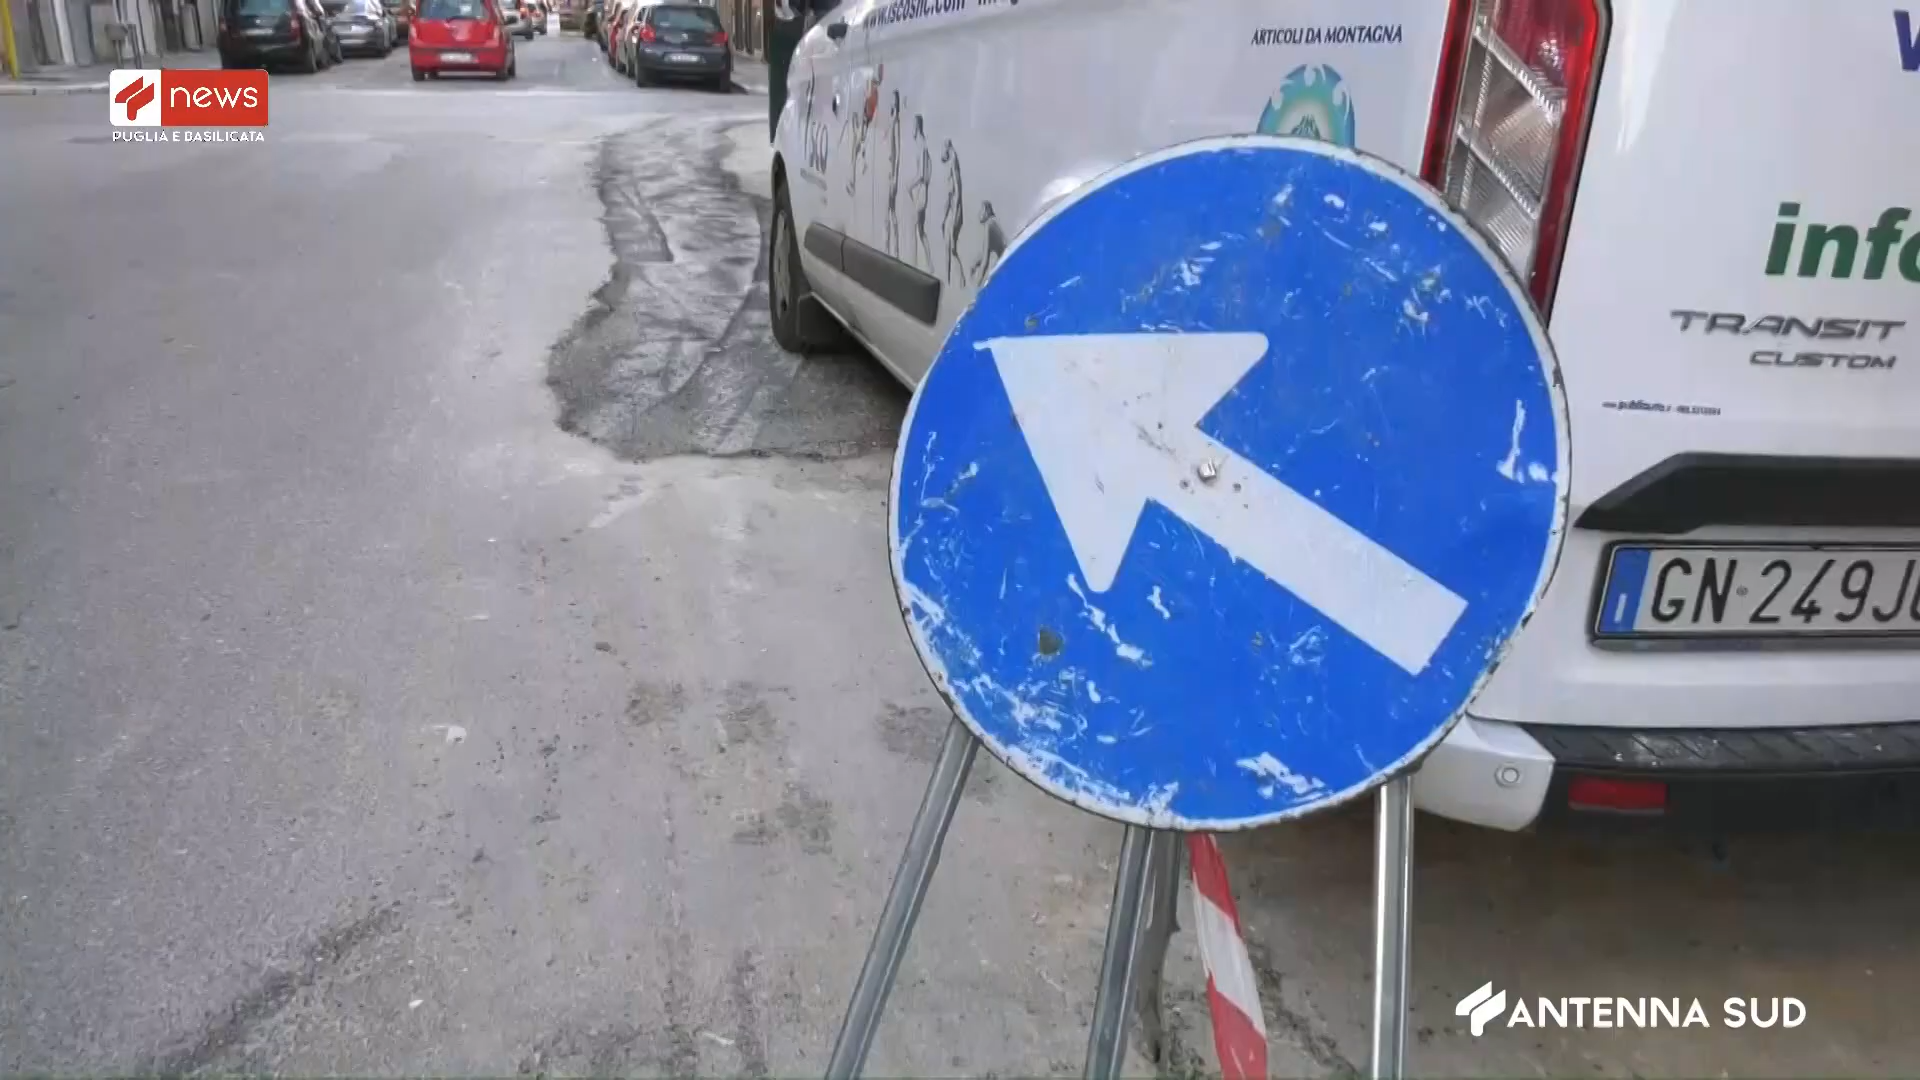 news
PUGLIA E BASILICATA
ARTICOLI DA MONTAGNA
info
TRANSIT
CUSTOM
GN 249J
ANTENNA SUD